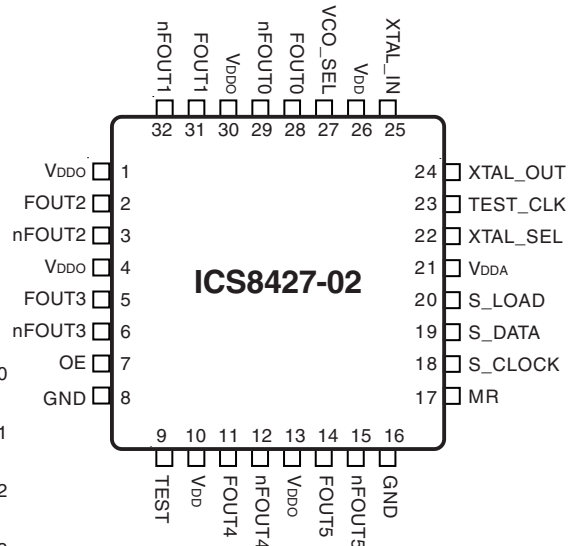 nFOUT1
FOUT1
VDDO
nFOUT0
FOUT0
VCO_SEL
VDD
XTAL_IN
32 31 30 29 28 27 26 25
VDDO 1
FOUT2 2
nFOUT2 3
VDDO 4
FOUT3 5
nFOUT3 6
OE 7
GND 8
24 XTAL_OUT
23 TEST_CLK
22 XTAL_SEL
21 VDDA
20 S_LOAD
19 S_DATA
18 S_CLOCK
17 MR
ICS8427-02
9 10 11 12 13 14 15 16
TEST
VDD
FOUT4
nFOUT4
VDDO
FOUT5
nFOUT5
GND
0
1
2